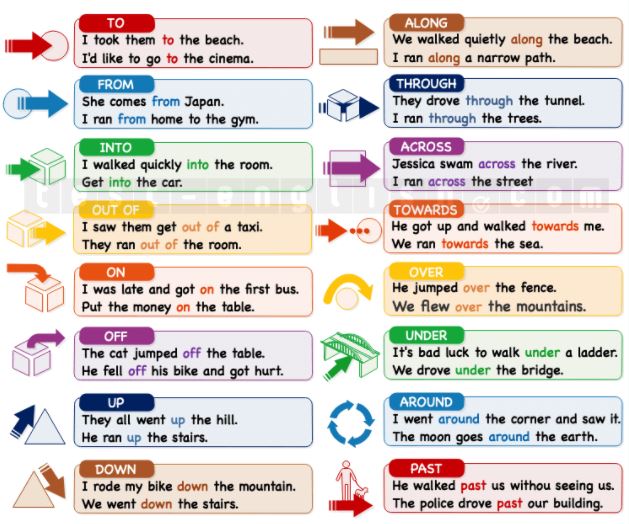 TO
I took them to the beach.
I'd like to go to the cinema.
FROM
She comes from Japan.
I ran from home to the gym.
INTO
I walked quickly into the room.
Get into the car.
OUT OF
I saw them get out of a taxi.
They ran out of the room.
ON
I was late and got on the first bus.
Put the money on the table.
OFF
The cat jumped off the table.
He fell off his bike and got hurt.
UP
They all went up the hill.
He ran up the stairs.
DOWN
I rode my bike down the mountain.
We went down the stairs.
ALONG
We walked quietly along the beach.
I ran along a narrow path.
THROUGH
They drove through the tunnel.
I ran through the trees.
ACROSS
Jessica swam across the river.
I ran across the street
TOWARDS
He got up and walked towards me.
We ran towards the sea.
OVER
He jumped over the fence.
We flew over the mountains.
UNDER
It's bad luck to walk under a ladder.
We drove under the bridge.
AROUND
I went around the corner and saw it.
The moon goes around the earth.
PAST
He walked past us withou seeing us.
The police drove past our building.
test-english.com